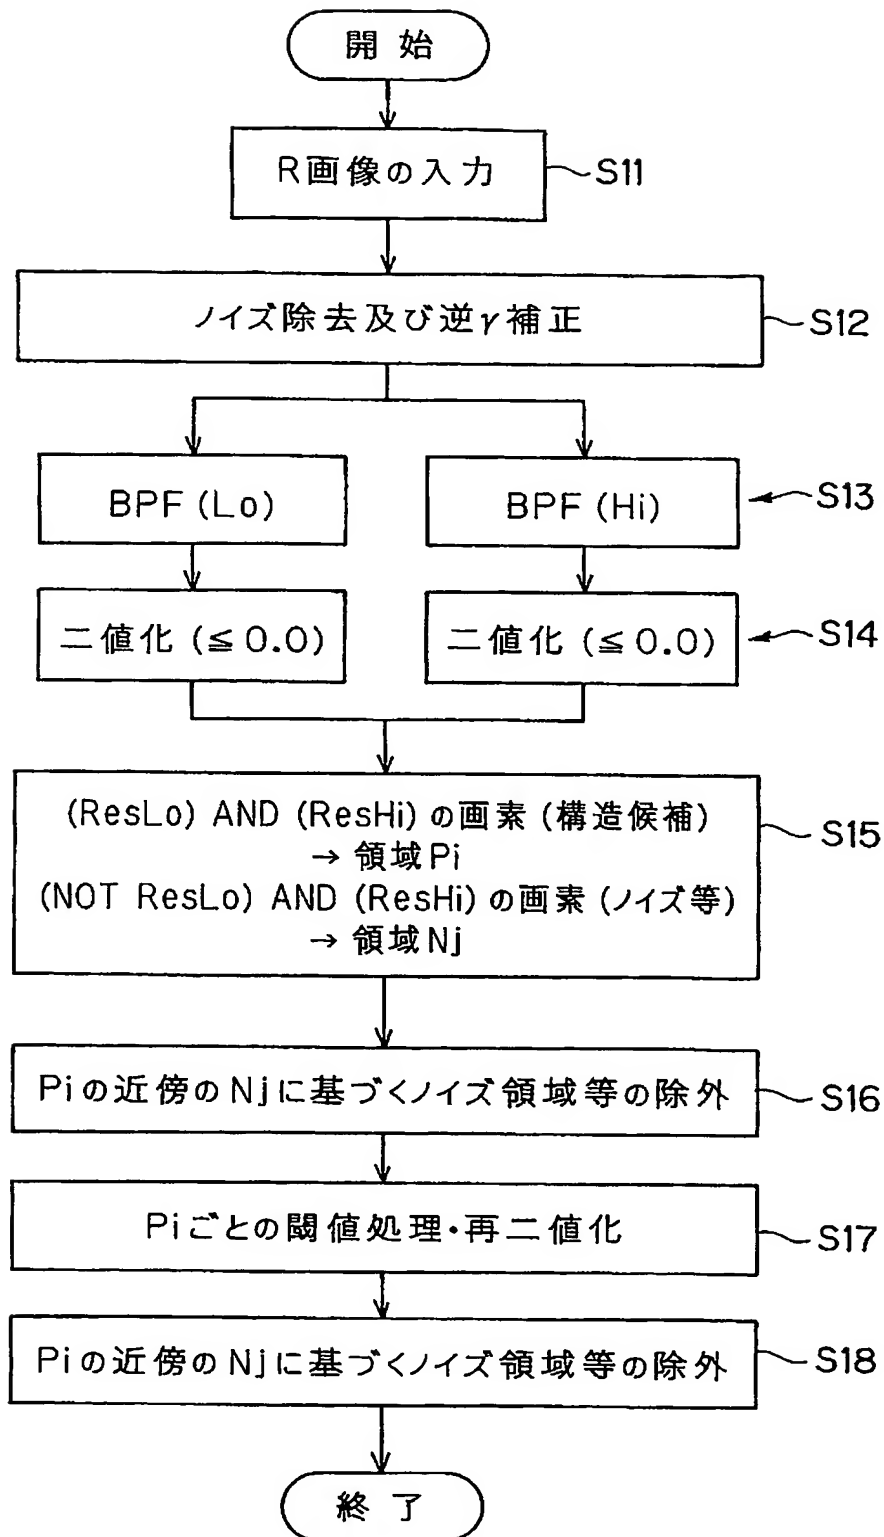 開始
R画像の入力
S11
ノイズ除去及び逆γ補正
S12
BPF (Lo)
BPF (Hi)
S13
二値化 (≦0.0)
二値化 (≦0.0)
S14
(ResLo) AND (ResHi) の画素 (構造候補)
→ 領域Pi
(NOT ResLo) AND (ResHi) の画素 (ノイズ等)
→ 領域Nj
S15
Piの近傍のNjに基づくノイズ領域等の除外
S16
Piごとの閾値処理・再二値化
S17
Piの近傍のNjに基づくノイズ領域等の除外
S18
終了